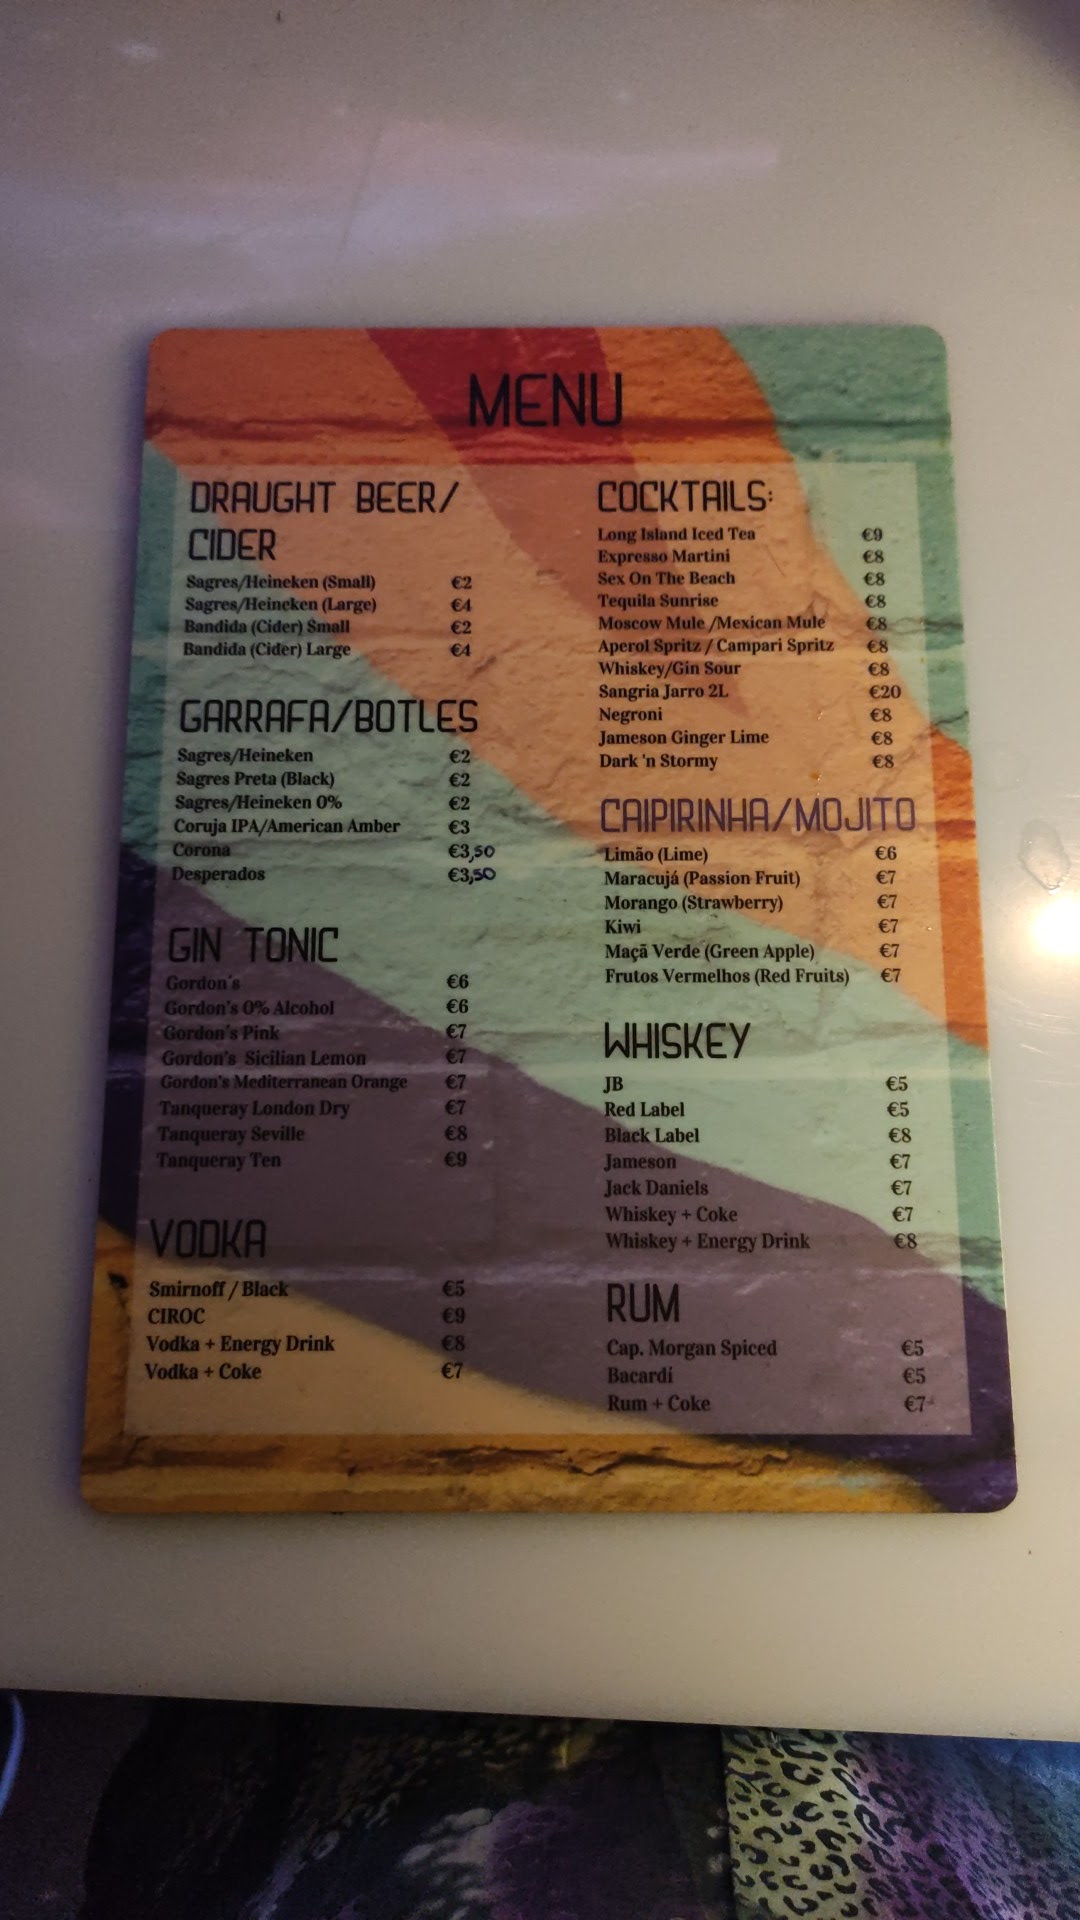 MENU
DRAUGHT BEER/
CIDER
Sagres/Heineken (Small) €2
Sagres/Heineken (Large) €4
Bandida (Cider) Small €2
Bandida (Cider) Large €4
GARRAFA/BOTLES
Sagres/Heineken €2
Sagres Preta (Black) €2
Sagres/Heineken 0% €2
Coruja IPA/American Amber €3
Corona €3,50
Desperados €3,50
GIN TONIC
Gordon's €6
Gordon's 0% Alcohol €6
Gordon's Pink €7
Gordon's Sicilian Lemon €7
Gordon's Mediterranean Orange €7
Tanqueray London Dry €7
Tanqueray Seville €8
Tanqueray Ten €9
VODKA
Smirnoff / Black €5
CIROC €9
Vodka + Energy Drink €8
Vodka + Coke €7
COCKTAILS:
Long Island Iced Tea €9
Expresso Martini €8
Sex On The Beach €8
Tequila Sunrise €8
Moscow Mule /Mexican Mule €8
Aperol Spritz / Campari Spritz €8
Whiskey/Gin Sour €8
Sangria Jarro 2L €20
Negroni €8
Jameson Ginger Lime €8
Dark 'n Stormy €8
CAIPIRINHA/MOJITO
Limão (Lime) €6
Maracujá (Passion Fruit) €7
Morango (Strawberry) €7
Kiwi €7
Maçã Verde (Green Apple) €7
Frutos Vermelhos (Red Fruits) €7
WHISKEY
JB €5
Red Label €5
Black Label €8
Jameson €7
Jack Daniels €7
Whiskey + Coke €7
Whiskey + Energy Drink €8
RUM
Cap. Morgan Spiced €5
Bacardí €5
Rum + Coke €7